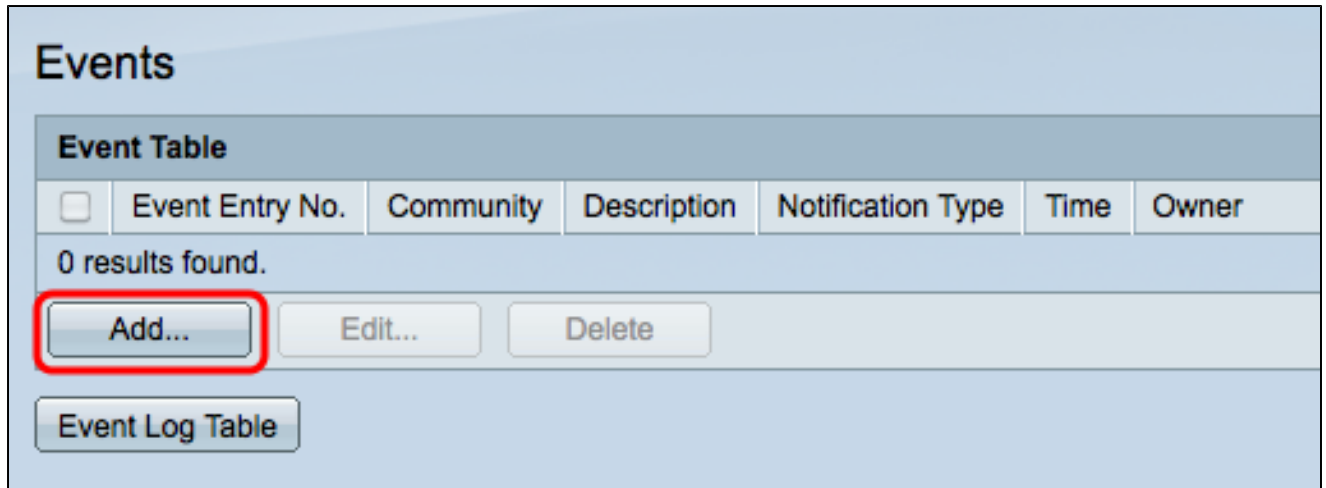 Events
Event Table
Event Entry No. Community Description Notification Type Time Owner
0 results found.
Add... Edit... Delete
Event Log Table